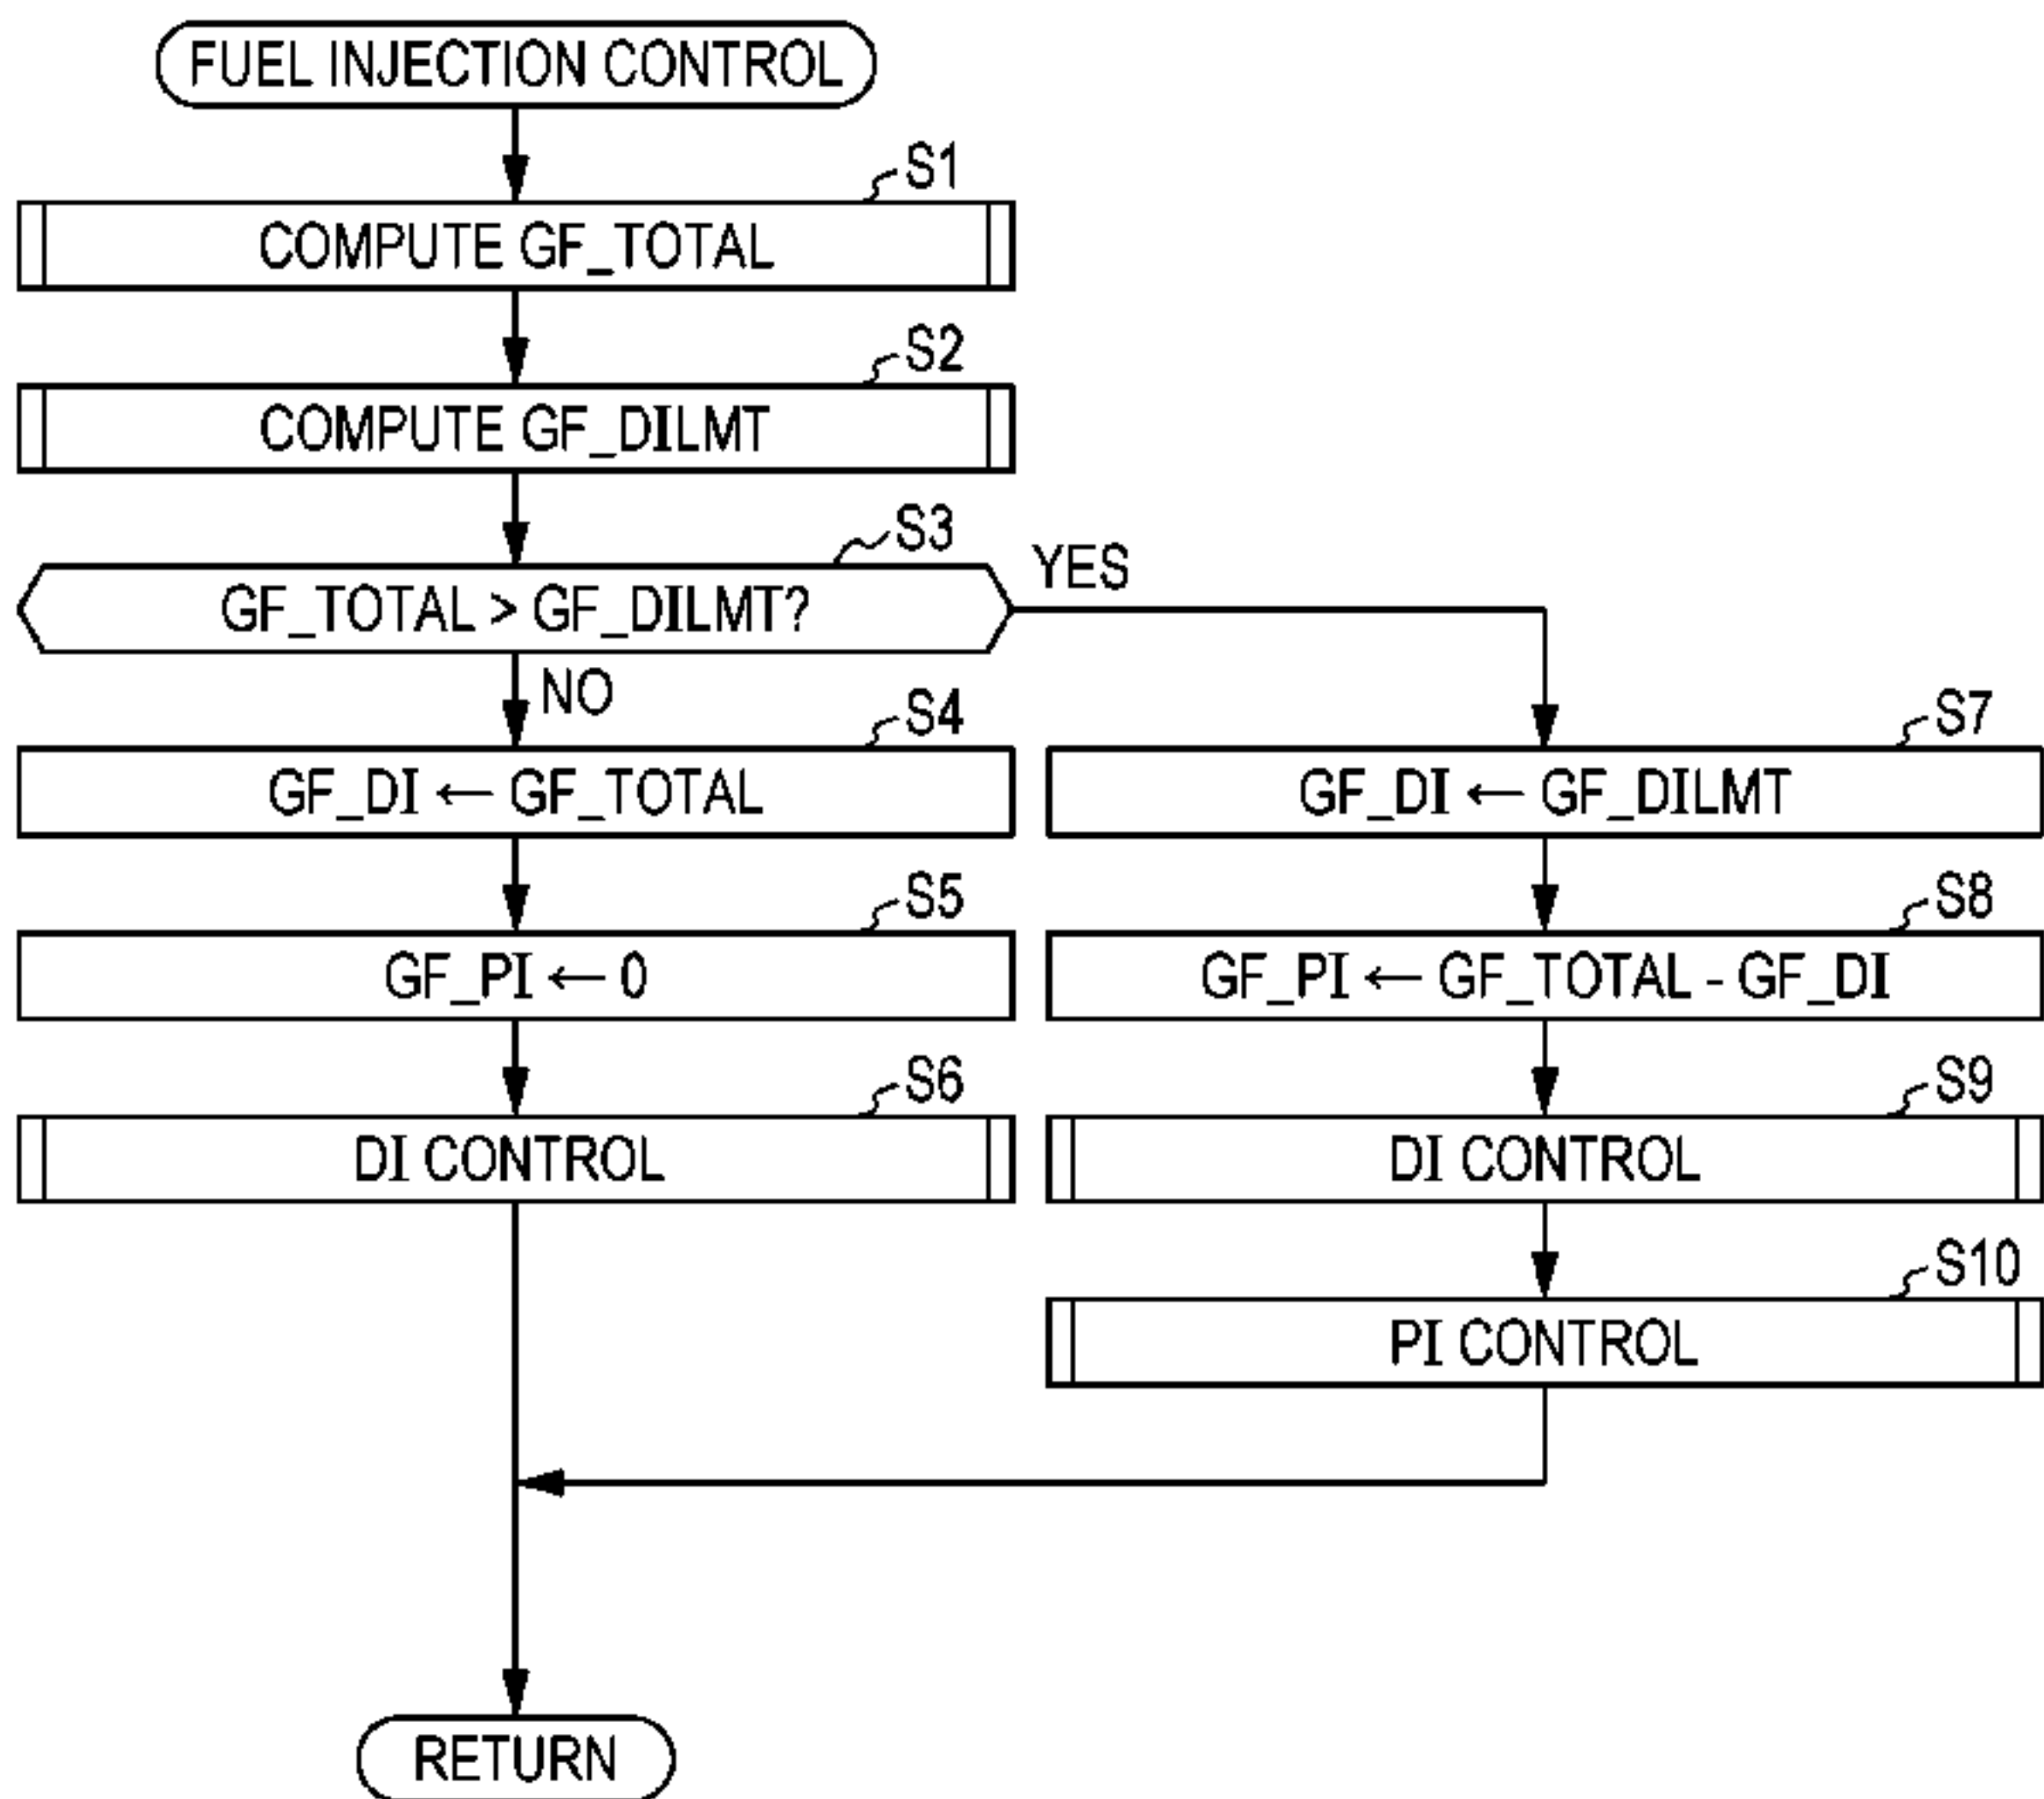 FUEL INJECTION CONTROL
S1
COMPUTE GF_TOTAL
S2
COMPUTE GF_DILMT
S3
GF_TOTAL > GF_DILMT?
YES
NO
S4
GF_DI ← GF_TOTAL
S5
GF_PI ← 0
S6
DI CONTROL
S7
GF_DI ← GF_DILMT
S8
GF_PI ← GF_TOTAL - GF_DI
S9
DI CONTROL
S10
PI CONTROL
RETURN